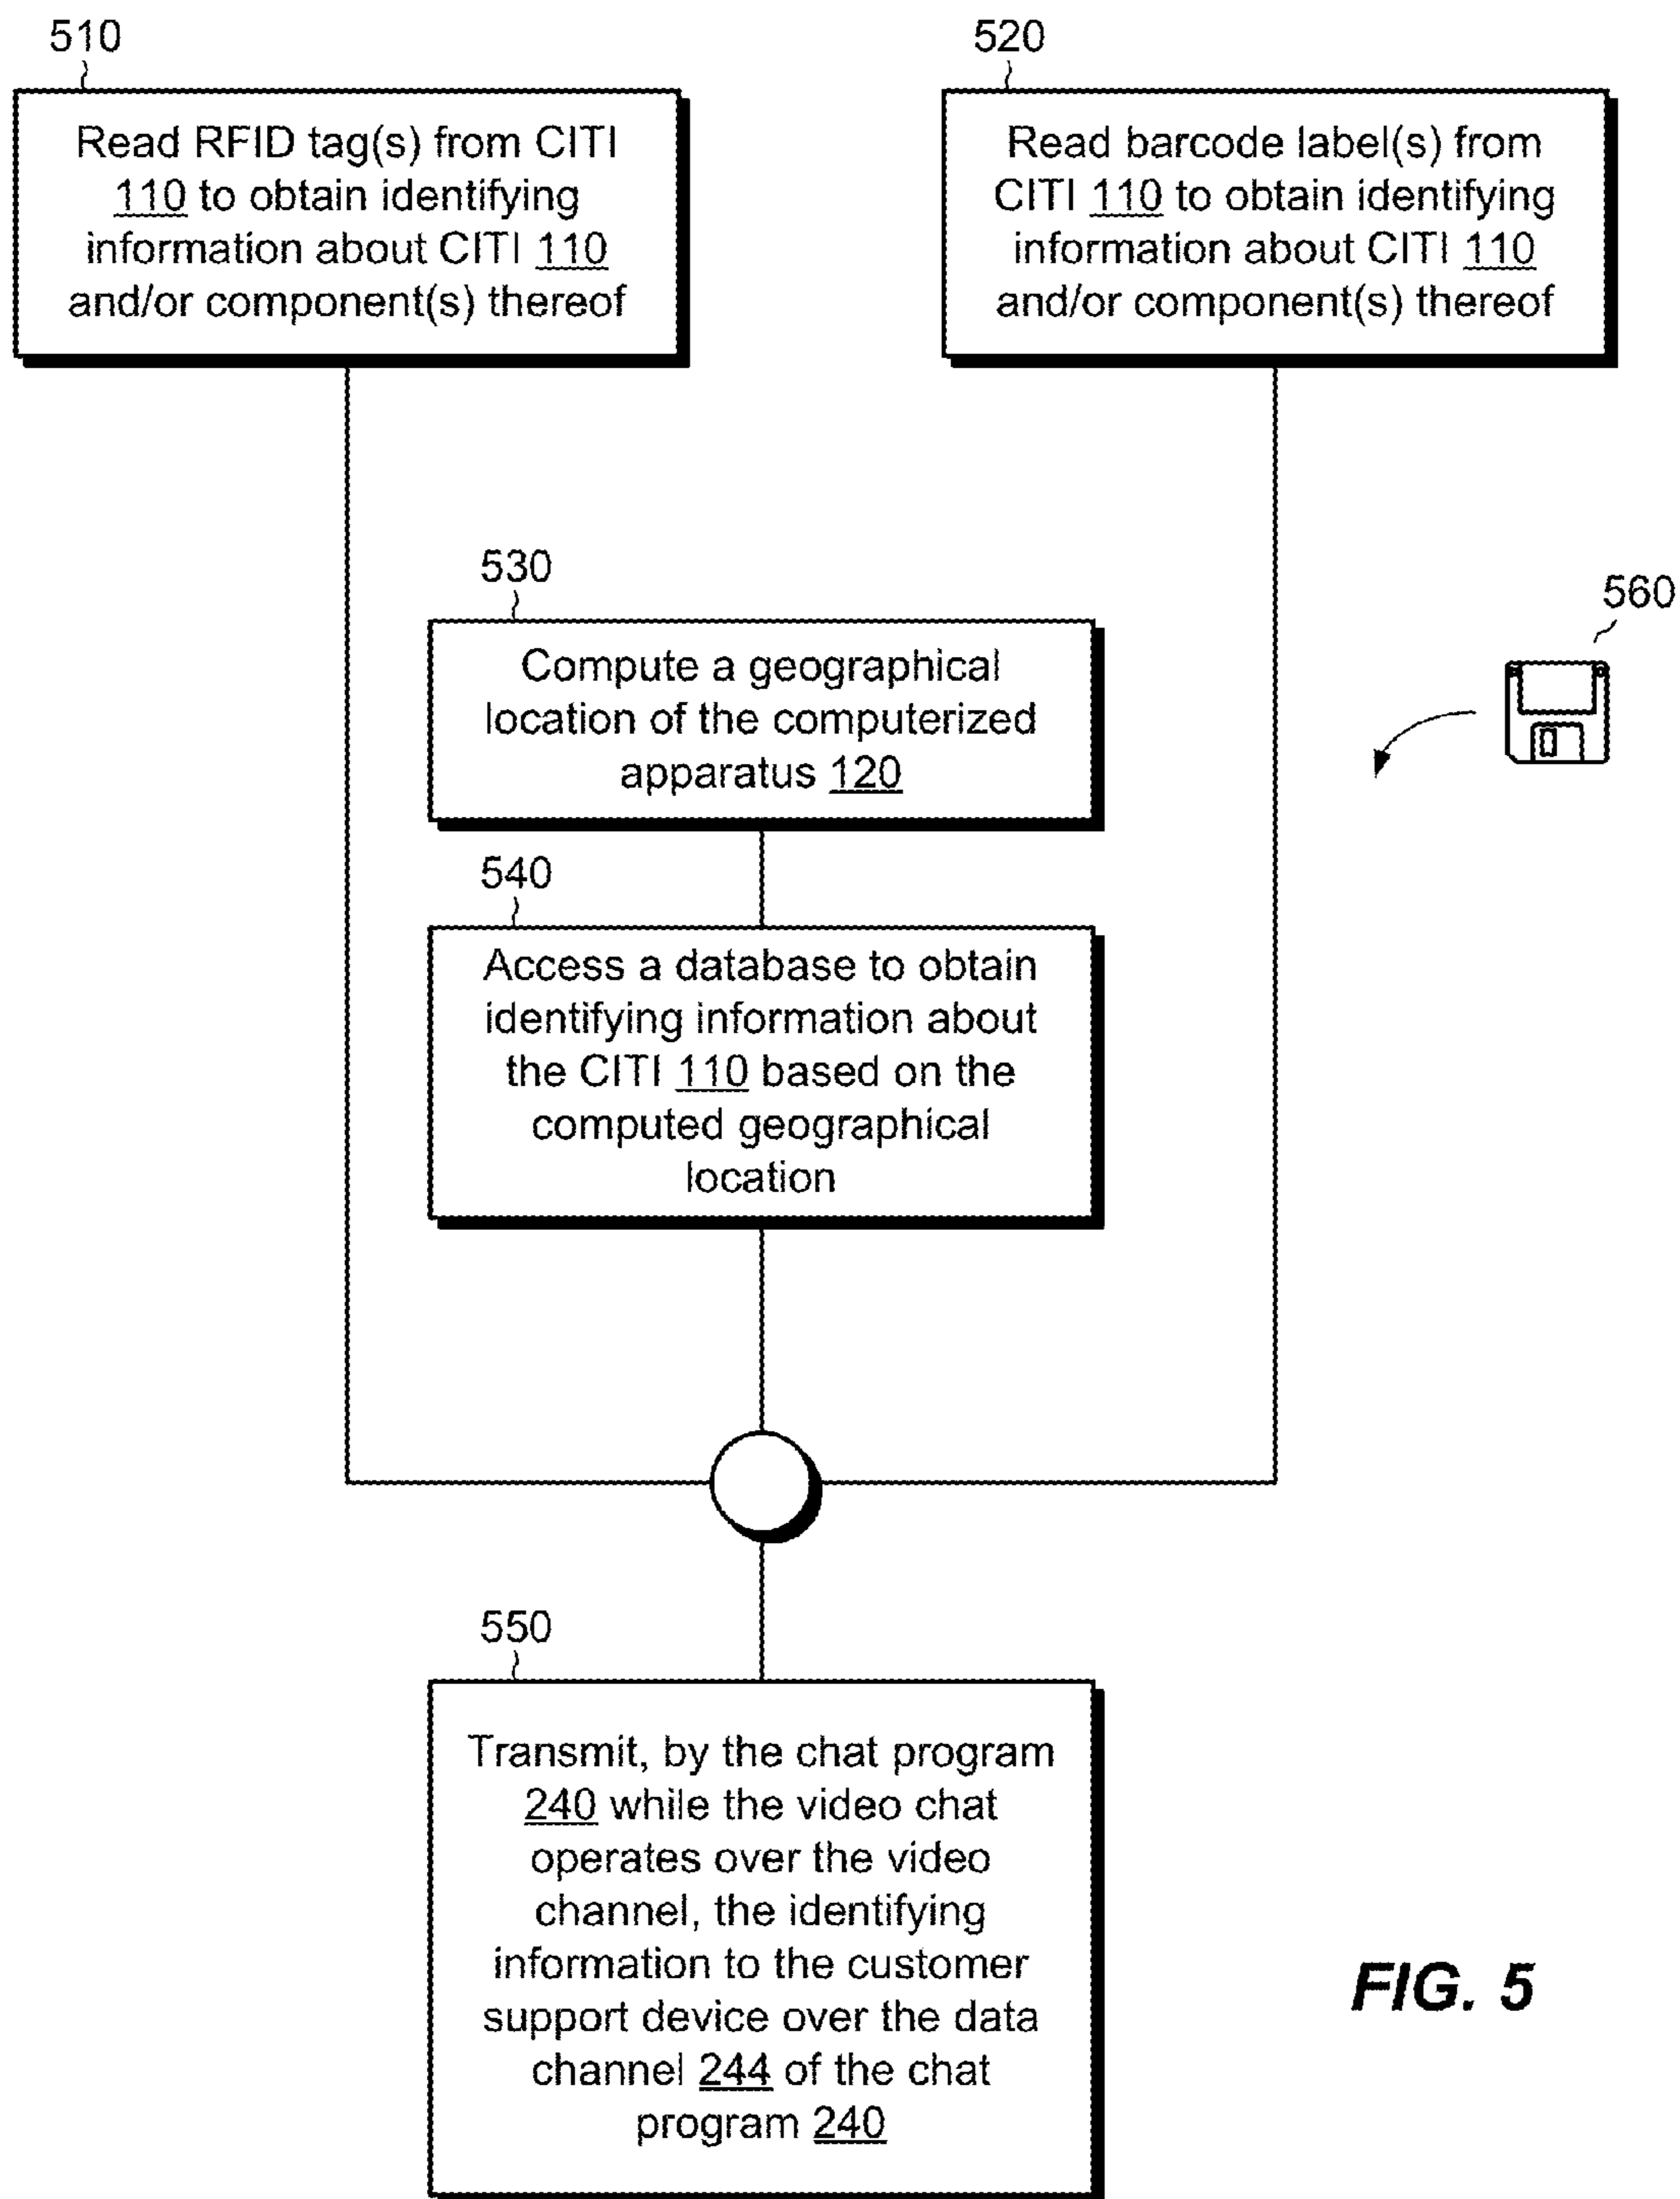 510
Read RFID tag(s) from CITI
110 to obtain identifying
information about CITI 110
and/or component(s) thereof
520
Read barcode label(s) from
CITI 110 to obtain identifying
information about CITI 110
and/or component(s) thereof
530
Compute a geographical
location of the computerized
apparatus 120
560
540
Access a database to obtain
identifying information about
the CITI 110 based on the
computed geographical
location
550
Transmit, by the chat program
240 while the video chat
operates over the video
channel, the identifying
information to the customer
support device over the data
channel 244 of the chat
program 240
FIG. 5